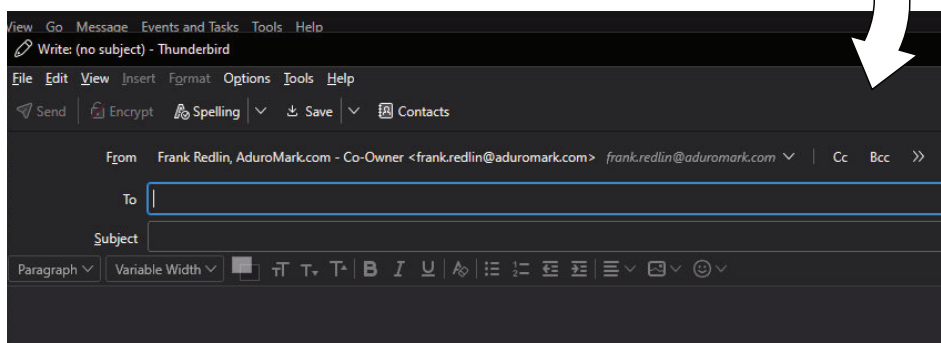 View Go Message Events and Tasks Tools Help
Write: (no subject) - Thunderbird
File Edit View Insert Format Options Tools Help
Send Encrypt Spelling Save Contacts
From Frank Redlin, AduroMark.com - Co-Owner <frank.redlin@aduromark.com> frank.redlin@aduromark.com Cc Bcc
To
Subject
Paragraph Variable Width